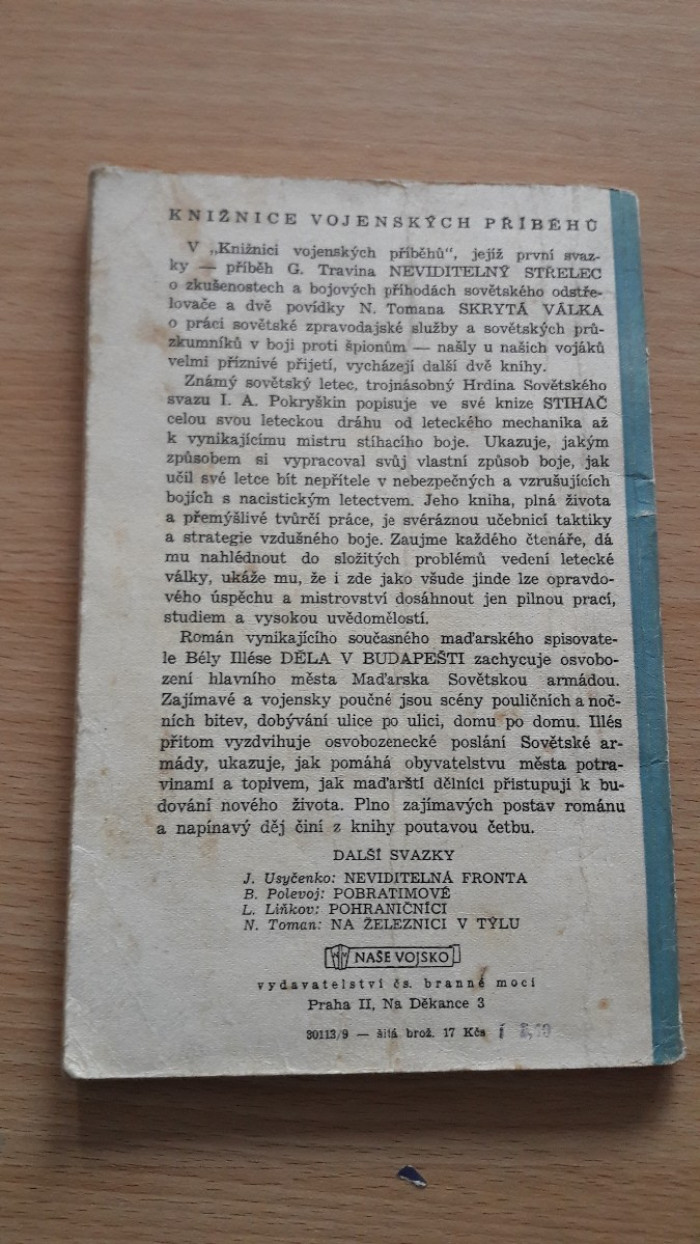 KNIŽNICE VOJENSKÝCH PŘÍBĚHŮ
V „Knižnici vojenských příběhů", jejíž první svaz-
ky — příběh G. Travina NEVIDITELNÝ STŘELEC
o zkušenostech a bojových příhodách sovětského odstře-
lovače a dvě povídky N. Tomana SKRYTÁ VÁLKA
o práci sovětské zpravodajské služby a sovětských prů-
zkumníků v boji proti špionům — našly u našich vojáků
velmi příznivé přijetí, vycházejí další dvě knihy.
Známý sovětský letec, trojnásobný Hrdina Sovětského
svazu I. A. Pokryškin popisuje ve své knize STIHAČ
celou svou leteckou dráhu od leteckého mechanika až
k vynikajícímu mistru stíhacího boje. Ukazuje, jakým
způsobem si vypracoval svůj vlastní způsob boje, jak
učil své letce bít nepřítele v nebezpečných a vzrušujících
bojích s nacistickým letectvem. Jeho kniha, plná života
a přemýšlivé tvůrčí práce, je svéráznou učebnicí taktiky
a strategie vzdušného boje. Zaujme každého čtenáře, dá
mu nahlédnout do složitých problémů vedení letecké
války, ukáže mu, že i zde jako všude jinde lze opravdo-
vého úspěchu a mistrovství dosáhnout jen pilnou prací,
studiem a vysokou uvědomělostí.
Román vynikajícího současného maďarského spisovate-
le Bély Illése DĚLA V BUDAPEŠTI zachycuje osvobo-
zení hlavního města Maďarska Sovětskou armádou.
Zajímavé a vojensky poučné jsou scény pouličních a noč-
ních bitev, dobývání ulice po ulici, domu po domu. Illés
přitom vyzdvihuje osvobozenecké poslání Sovětské ar-
mády, ukazuje, jak pomáhá obyvatelstvu města potra-
vinami a topivem, jak maďarští dělníci přistupují k bu-
dování nového života. Plno zajímavých postav románu
a napínavý děj činí z knihy poutavou četbu.
DALŠÍ SVAZKY
J. Usyčenko: NEVIDITELNÁ FRONTA
B. Polevoj: POBRATIMOVÉ
L. Liňkov: POHRANIČNÍCI
N. Toman: NA ŽELEZNICI V TÝLU
NAŠE VOJSKO
vydavatelství čs. branné moci
Praha II, Na Děkance 3
30113/9 — šitá brož. 17 Kčs